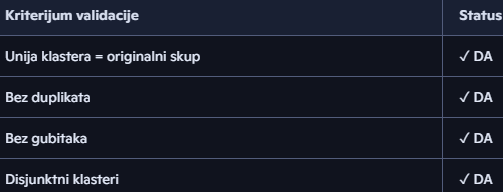 Kriterijum validacije Status
Unija klastera = originalni skup ✓ DA
Bez duplikata ✓ DA
Bez gubitaka ✓ DA
Disjunktni klasteri ✓ DA